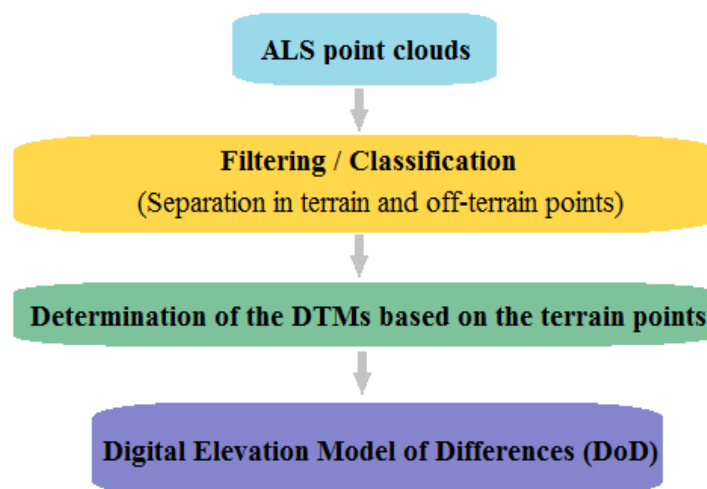 ALS point clouds
Filtering / Classification
(Separation in terrain and off-terrain points)
Determination of the DTMs based on the terrain points
Digital Elevation Model of Differences (DoD)